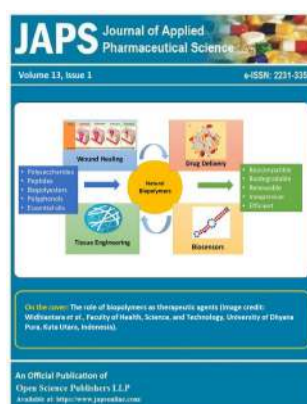 JAPS
Journal of Applied
Pharmaceutical Science
Volume 13, Issue 1
e-ISSN: 2231-335
Wound Healing
Drug Delivery
Polysaccharides
Peptides
Biopolyesters
Polyphenols
Essential oils
Natural
Biopolymers
Biocompatible
Biodegradable
Renewable
Inexpensive
Efficient
Tissue Engineering
Biosensors
On the cover: The role of biopolymers as therapeutic agents (Image credit:
Widhiantara et al., Faculty of Health, Science, and Technology, University of Dhyana
Pura, Kuta Utara, Indonesia).
An Official Publication of
Open Science Publishers LLP
Available at: https://www.japsonline.com/